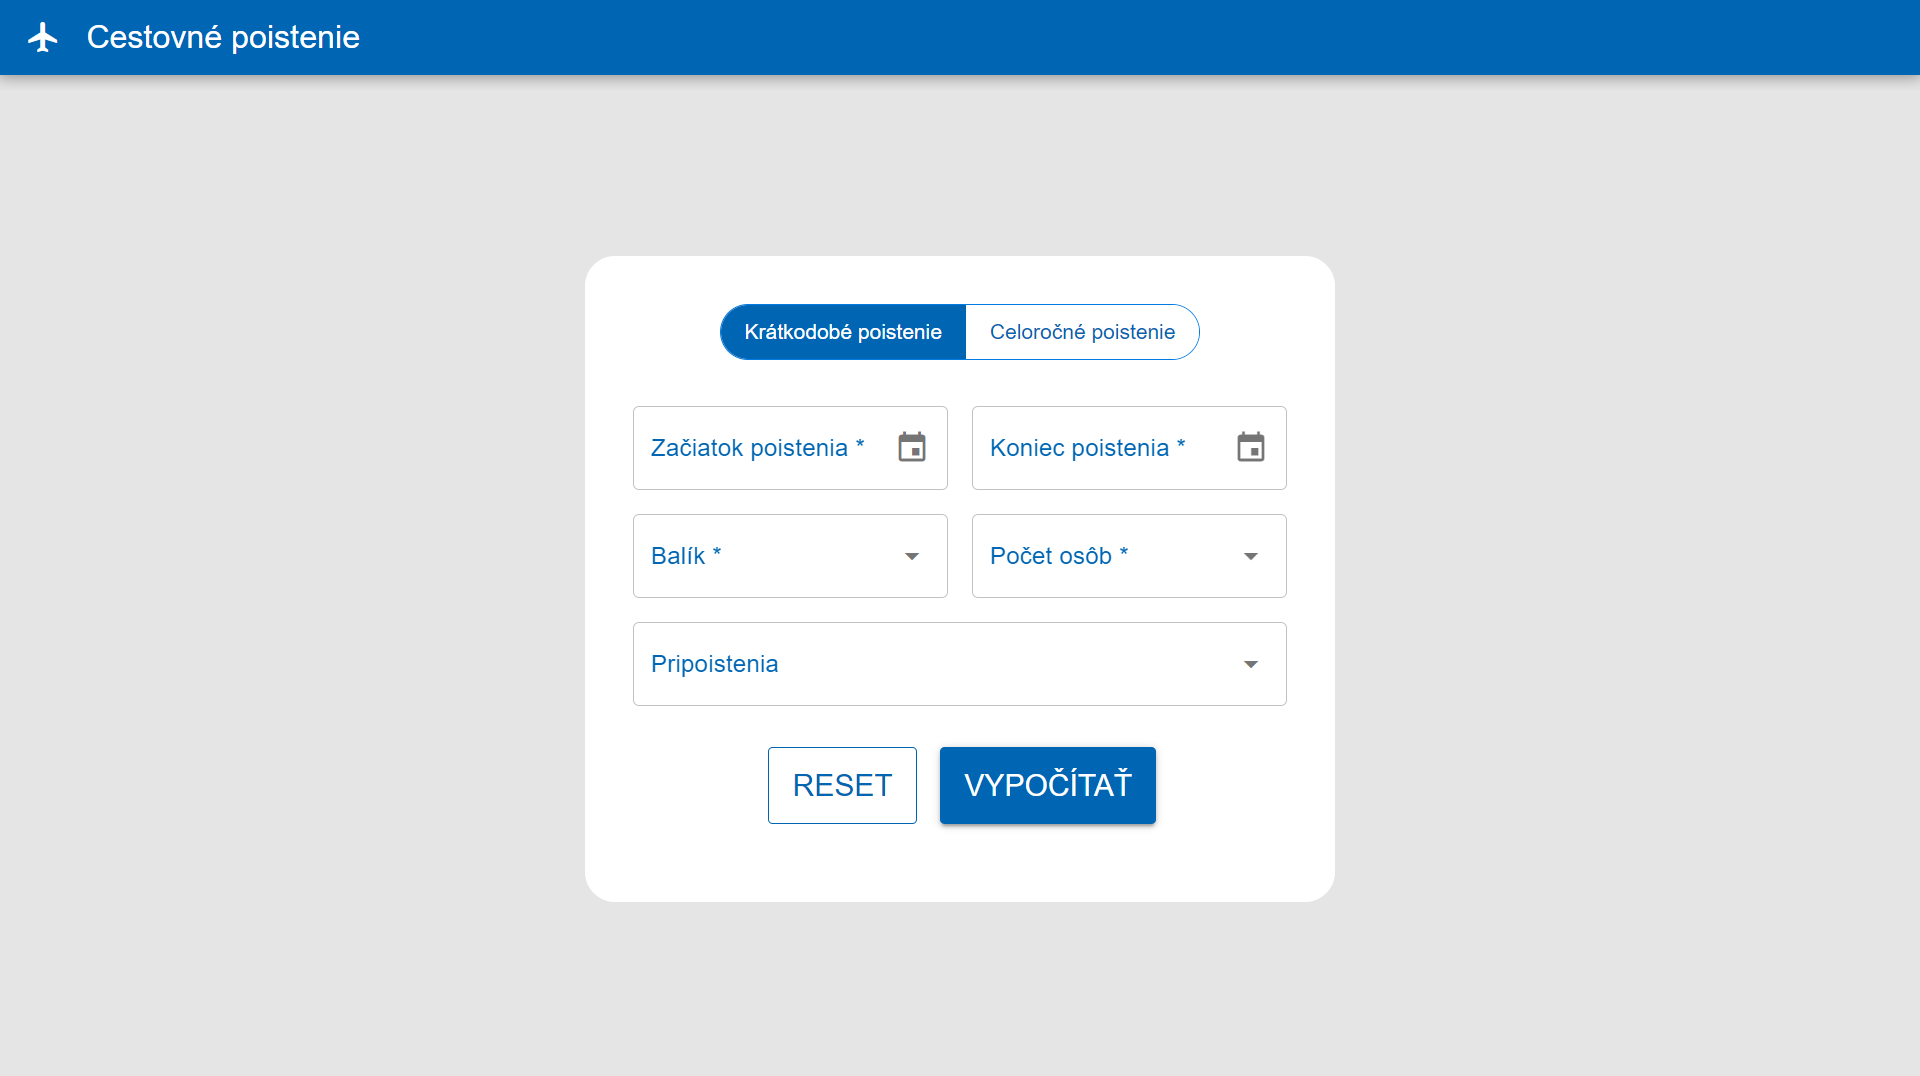 Cestovné poistenie
Krátkodobé poistenie Celoročné poistenie
Začiatok poistenia * Koniec poistenia *
Balík * Počet osôb *
Pripoistenia
RESET VYPOČÍTAŤ